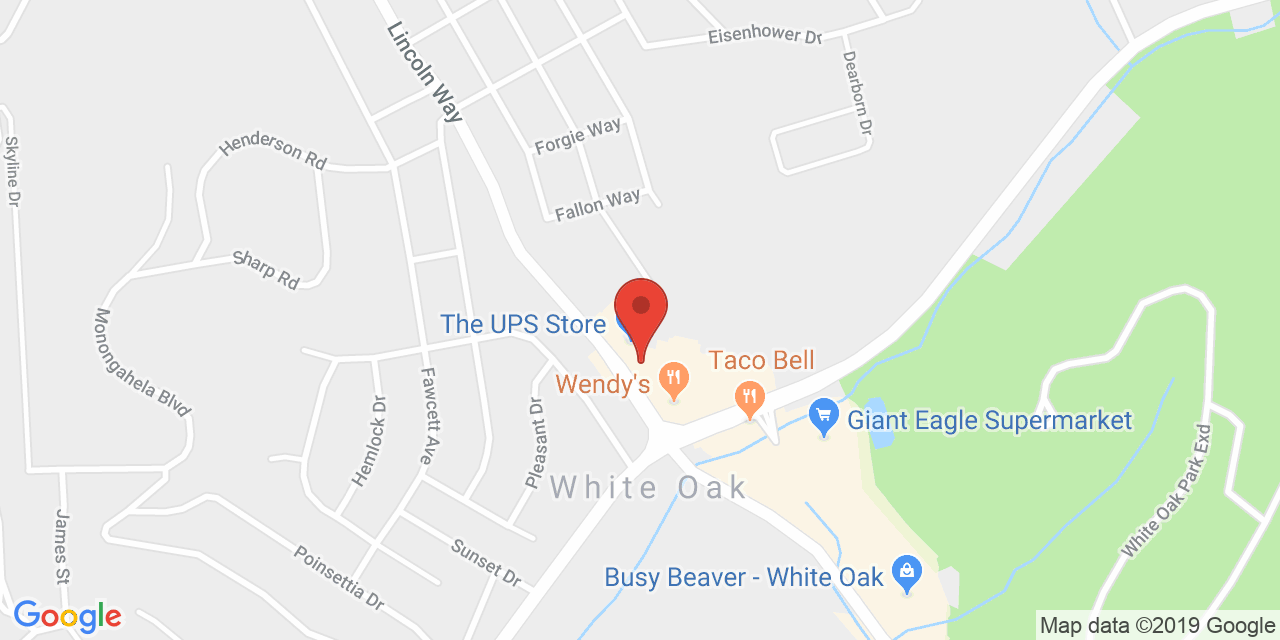 Lincoln Way
Eisenhower Dr
Dearborn Dr
Forgie Way
Henderson Rd
Skyline Dr
Fallon Way
Sharp Rd
Monongahela Blvd
The UPS Store
Taco Bell
Wendy's
Fawcett Ave
Hemlock Dr
Pleasant Dr
Giant Eagle Supermarket
White Oak
White Oak Park Exd
James St
Sunset Dr
Poinsettia Dr
Busy Beaver - White Oak
Google
Map data ©2019 Google